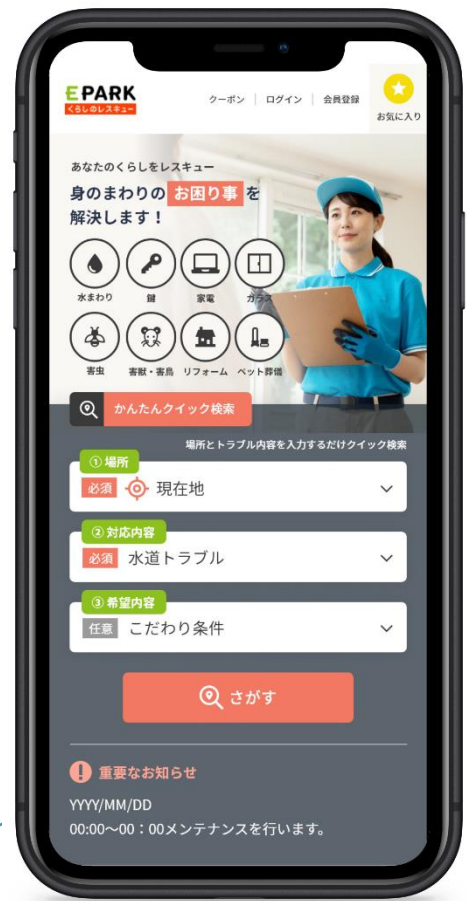 EPARK
くらしのレスキュー
クーポン | ログイン | 会員登録
お気に入り
あなたのくらしをレスキュー
身のまわりの お困り事 を
解決します！
水まわり 鍵 家電 ガラス
害虫 害獣・害鳥 リフォーム ペット葬儀
かんたんクイック検索
場所とトラブル内容を入力するだけクイック検索
①場所
必須 現在地
②対応内容
必須 水道トラブル
③希望内容
任意 こだわり条件
さがす
重要なお知らせ
YYYY/MM/DD
00:00〜00：00メンテナンスを行います。